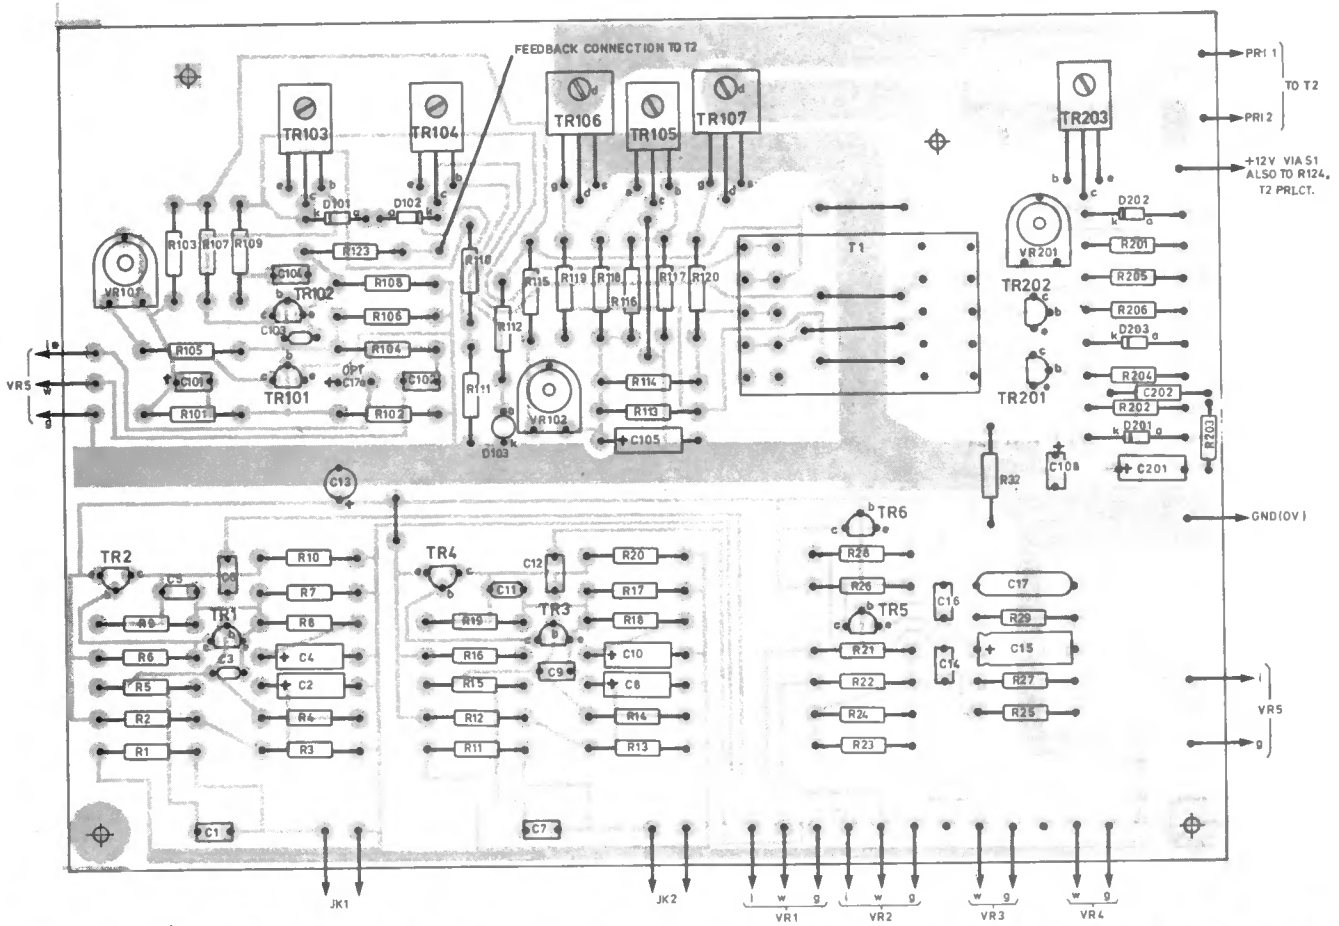 FEEDBACK CONNECTION TO T2
PRI 1
TO T2
PRI 2
+12V VIA S1
ALSO TO R124,
T2 PRI.CT.
TR103
TR104
TR106
TR105
TR107
TR203
d
d
e c b
e c b
g d s
e c b
g d s
b c e
D101
k a
D102
a k
D202
k a
R103
R107
R109
R123
R110
R115
R119
R118
R116
R117
R120
T1
VR201
R201
R205
VR101
C104
TR102
R108
R112
TR202
R206
C103
R106
D203
k a
R105
R104
VR5
w
g
C101
TR101
OPT
C102
R111
R114
TR201
R204
C202
R202
R203
R101
R102
R113
VR102
D103
k
C105
D201
k a
C201
C13
R32
C108
GND(0V)
TR2
C5
C6
R10
TR4
C11
C12
R20
TR6
R28
C17
R7
R17
R26
C16
R9
TR1
R8
R19
TR3
R18
TR5
R29
R6
C3
C4
R16
C9
C10
R21
C14
C15
R5
C2
R15
C8
R22
R27
R2
R4
R12
R14
R24
R25
R1
R3
R11
R13
R23
i
VR5
g
C1
C7
JK1
JK2
i w g
VR1
i w g
VR2
w g
VR3
w g
VR4